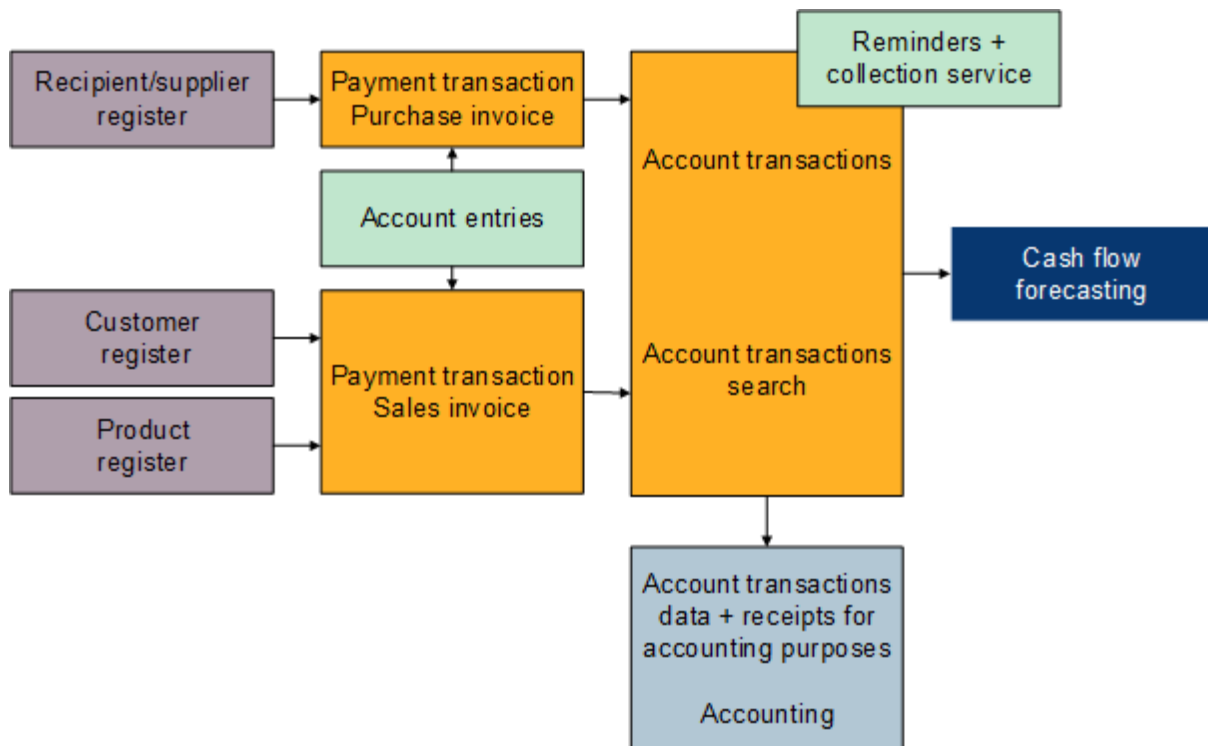 Reminders +
collection service
Recipient/supplier
register
Payment transaction
Purchase invoice
Account transactions
Account entries
Cash flow
forecasting
Customer
register
Payment transaction
Sales invoice
Account transactions
search
Product
register
Account transactions
data + receipts for
accounting purposes
Accounting